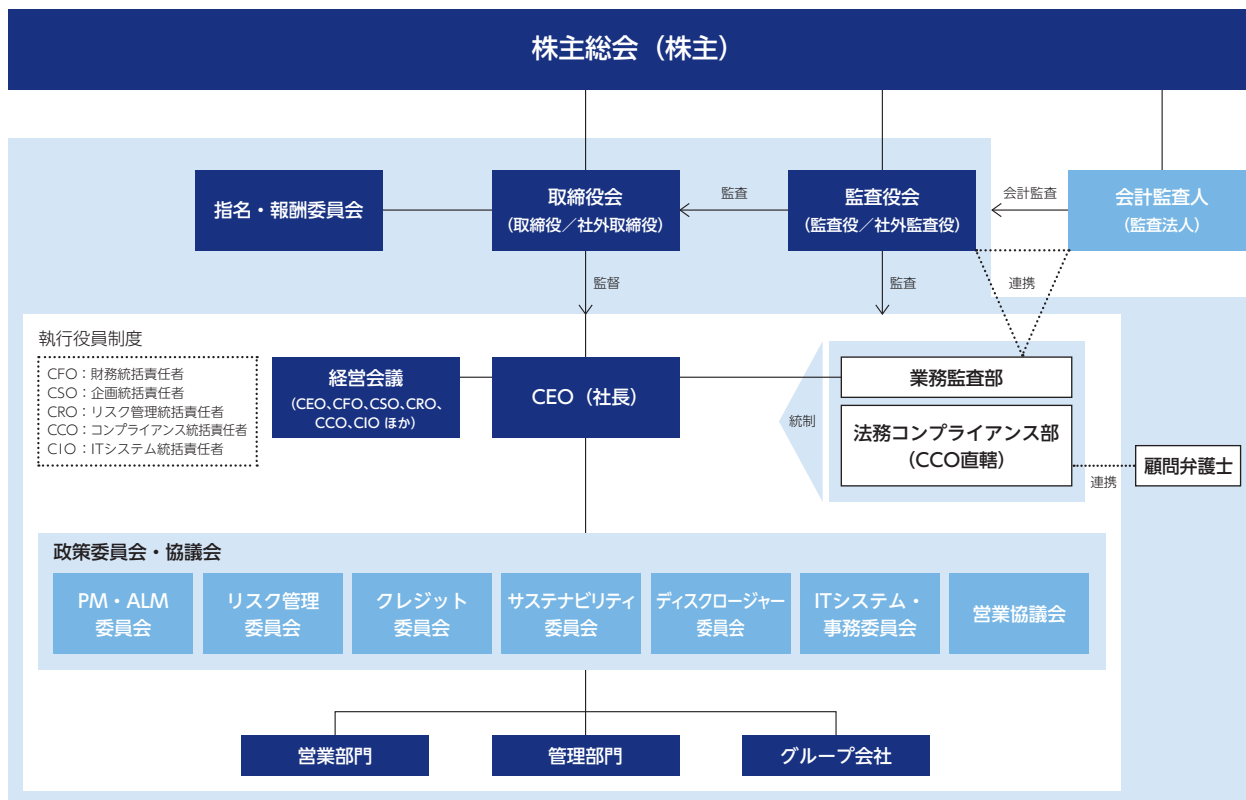 株主総会（株主）
指名・報酬委員会
取締役会
（取締役／社外取締役）
監査
監査役会
（監査役／社外監査役）
会計監査
会計監査人
（監査法人）
監督
監査
連携
執行役員制度
CFO：財務統括責任者
CSO：企画統括責任者
CRO：リスク管理統括責任者
CCO：コンプライアンス統括責任者
CIO：ITシステム統括責任者
経営会議
（CEO、CFO、CSO、CRO、
CCO、CIO ほか）
CEO（社長）
統制
業務監査部
法務コンプライアンス部
（CCO直轄）
連携
顧問弁護士
政策委員会・協議会
PM・ALM
委員会
リスク管理
委員会
クレジット
委員会
サステナビリティ
委員会
ディスクロージャー
委員会
ITシステム・
事務委員会
営業協議会
営業部門
管理部門
グループ会社